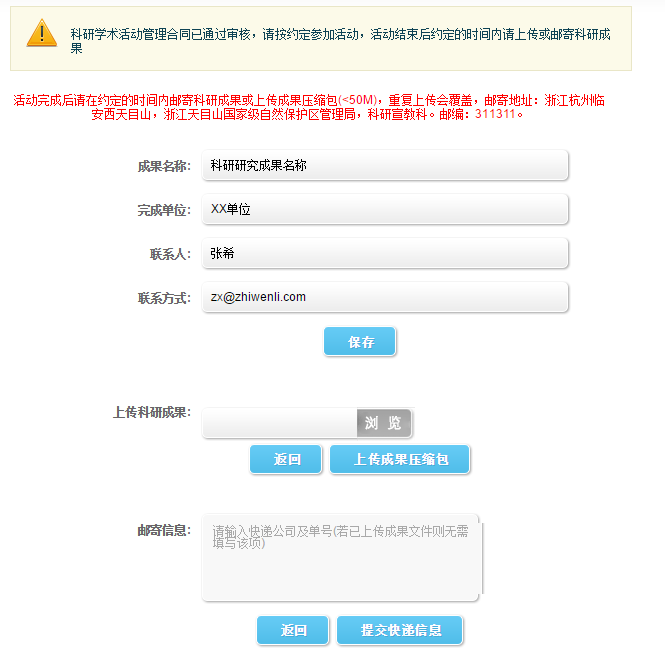 科研学术活动管理合同已通过审核，请按约定参加活动，活动结束后约定的时间内请上传或邮寄科研成
果
活动完成后请在约定的时间内邮寄科研成果或上传成果压缩包(<50M)，重复上传会覆盖，邮寄地址：浙江杭州临
安西天目山，浙江天目山国家级自然保护区管理局，科研宣教科。邮编：311311。
成果名称： 科研研究成果名称
完成单位： XX单位
联系人： 张希
联系方式： zx@zhiwenli.com
保存
上传科研成果： 浏 览
返回 上传成果压缩包
邮寄信息： 请输入快递公司及单号(若已上传成果文件则无需
填写该项)
返回 提交快递信息